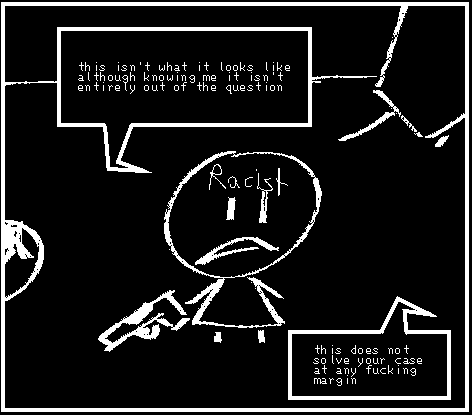 this isn't what it looks like
although knowing me it isn't
entirely out of the question
Racist
this does not
solve your case
at any fucking
margin